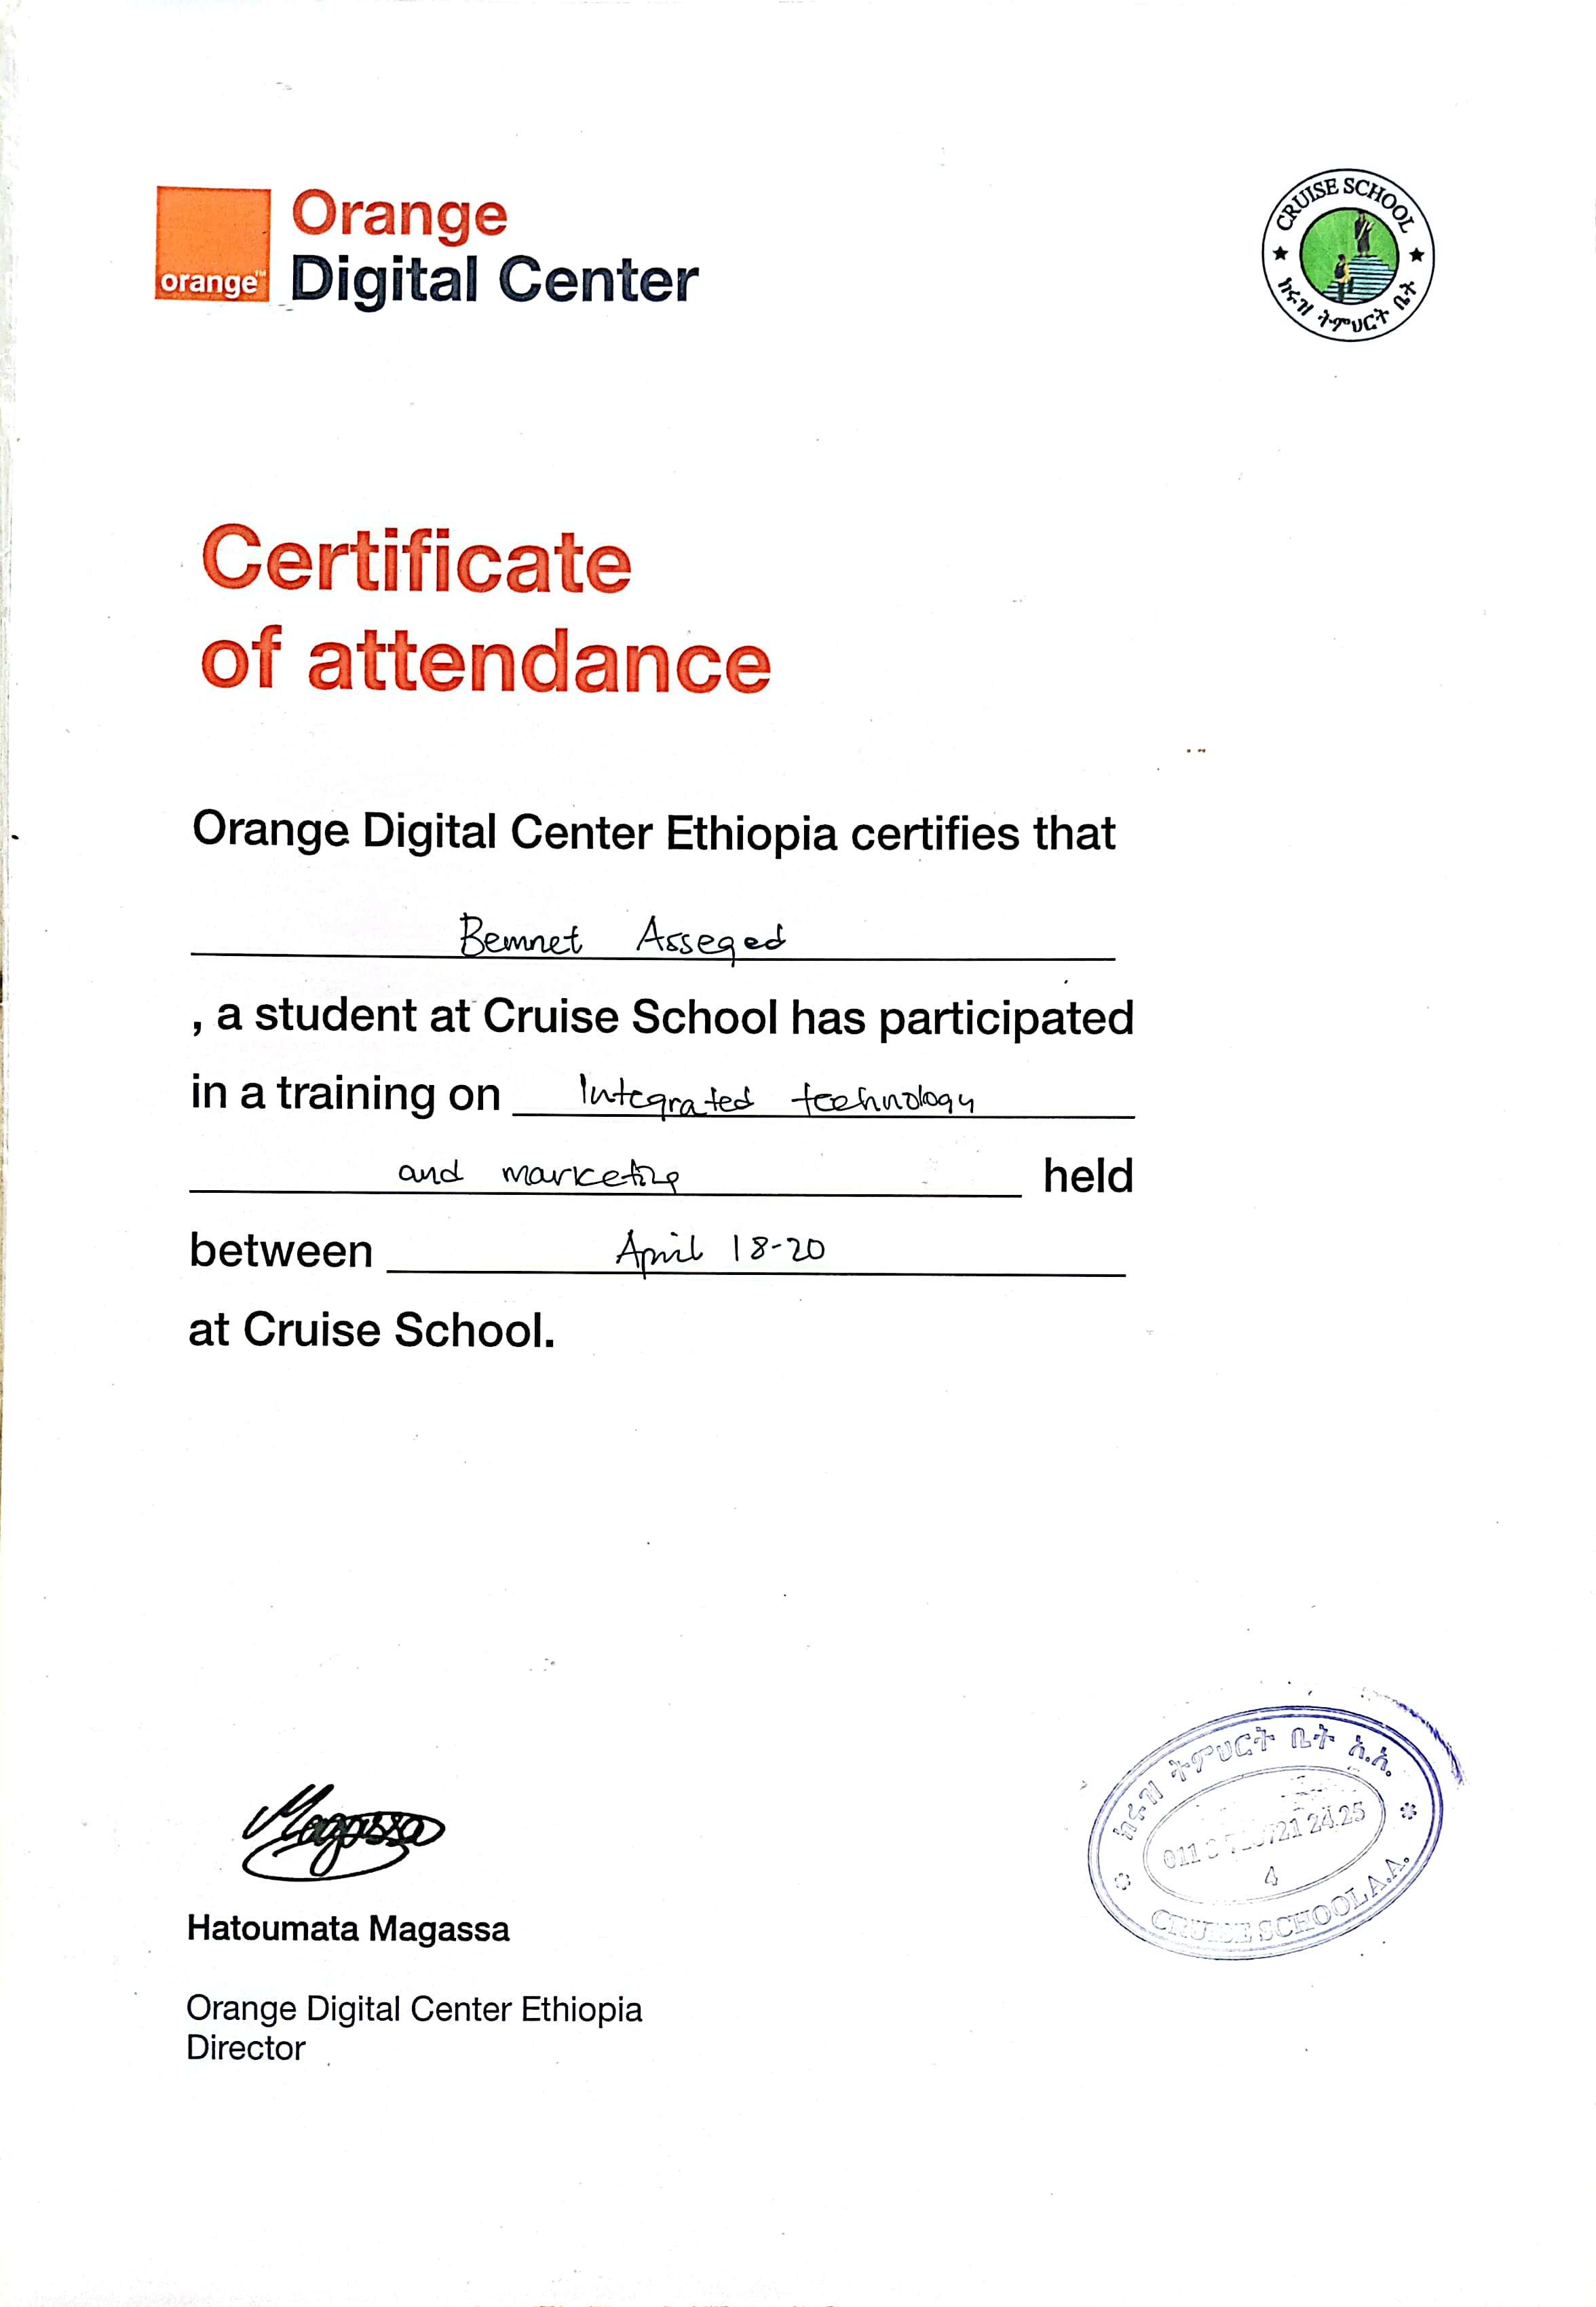 Orange
Digital Center
orange™
CRUISE SCHOOL
ክሩዝ ትምህርት ቤት
Certificate
of attendance
Orange Digital Center Ethiopia certifies that
Bemnet Asseged
, a student at Cruise School has participated
in a training on Integrated technology
and marketing held
between April 18-20
at Cruise School.
Magassa
Hatoumata Magassa
Orange Digital Center Ethiopia
Director
ክሩዝ ትምህርት ቤት አ.አ.
24.25
4
CRUISE SCHOOL A.A.